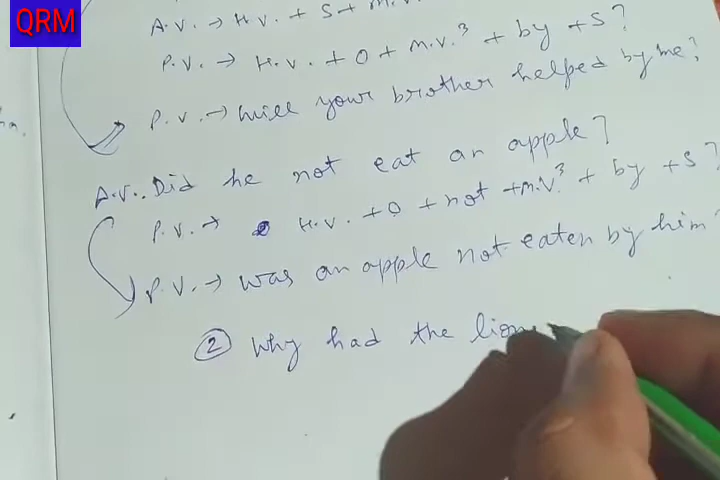 QRM
A.V. → H.V. + S + M.V.
P.V. → H.V. + O + M.V.³ + by + S?
P.V. → Will your brother helped by me?
A.V. Did he not eat an apple?
P.V. → H.V. + O + not + M.V.³ + by + S?
P.V. → Was an apple not eaten by him?
② Why had the lion